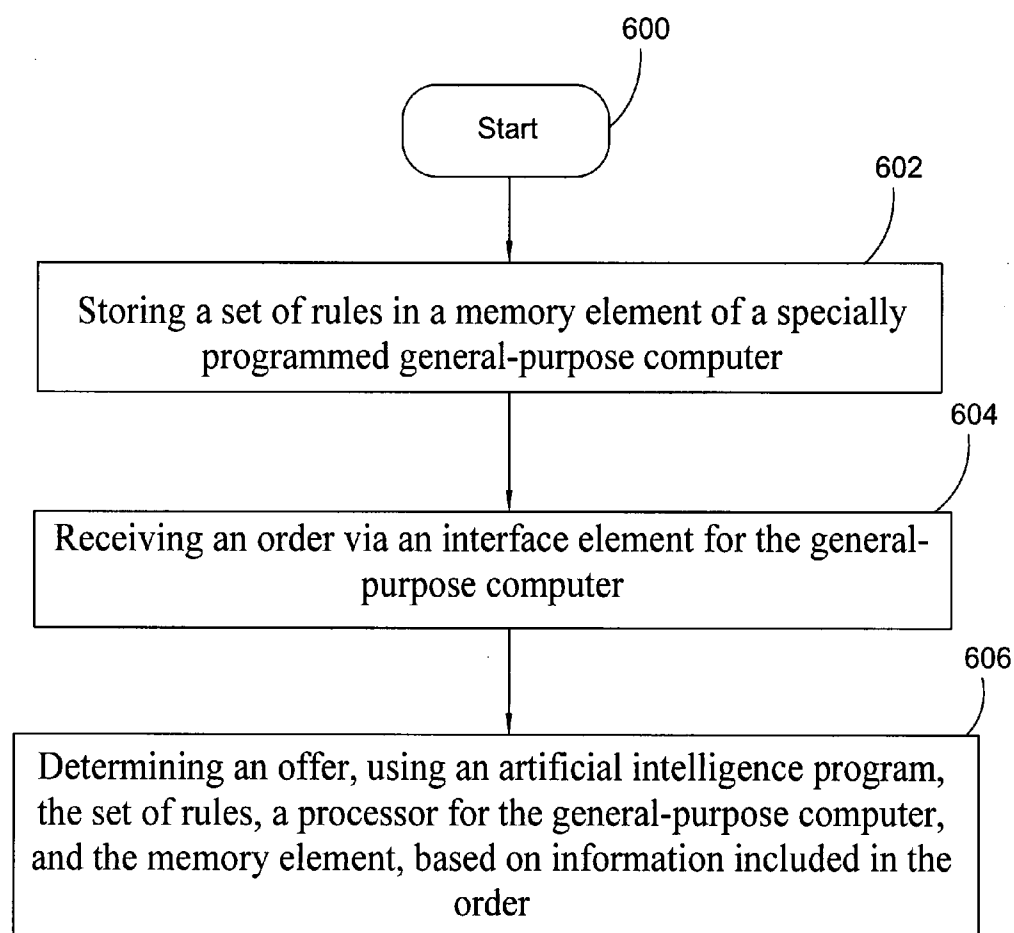 600
Start
602
Storing a set of rules in a memory element of a specially
programmed general-purpose computer
604
Receiving an order via an interface element for the general-
purpose computer
606
Determining an offer, using an artificial intelligence program,
the set of rules, a processor for the general-purpose computer,
and the memory element, based on information included in the
order